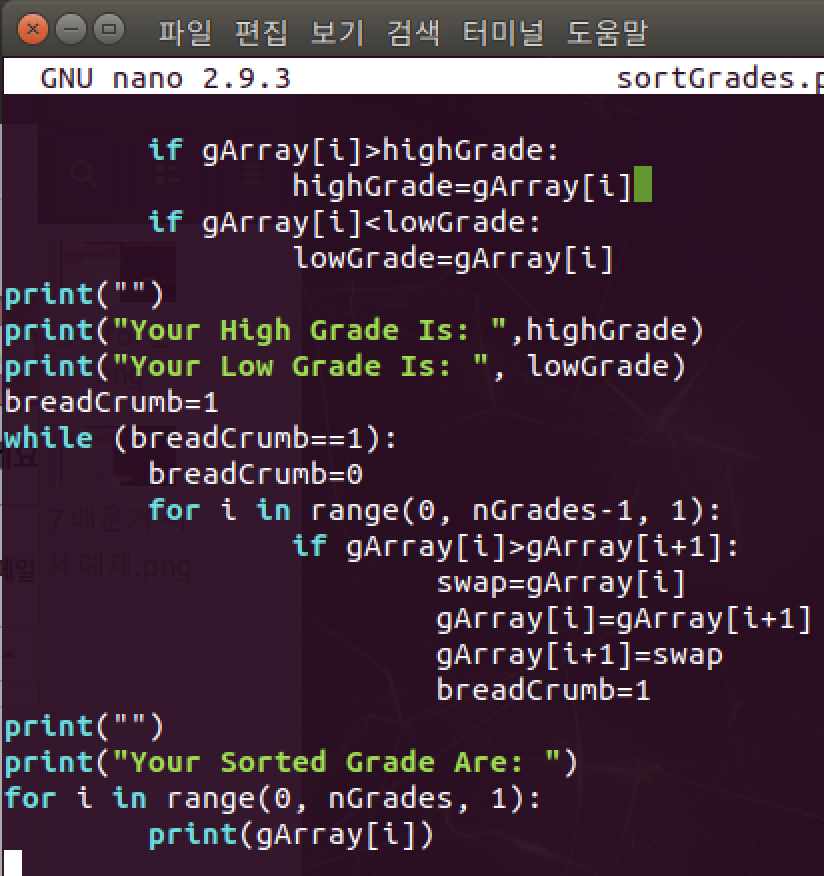 파일 편집 보기 검색 터미널 도움말
GNU nano 2.9.3 sortGrades.p
if gArray[i]>highGrade:
highGrade=gArray[i]
if gArray[i]<lowGrade:
lowGrade=gArray[i]
print("")
print("Your High Grade Is: ",highGrade)
print("Your Low Grade Is: ", lowGrade)
breadCrumb=1
while (breadCrumb==1):
breadCrumb=0
for i in range(0, nGrades-1, 1):
if gArray[i]>gArray[i+1]:
swap=gArray[i]
gArray[i]=gArray[i+1]
gArray[i+1]=swap
breadCrumb=1
print("")
print("Your Sorted Grade Are: ")
for i in range(0, nGrades, 1):
print(gArray[i])